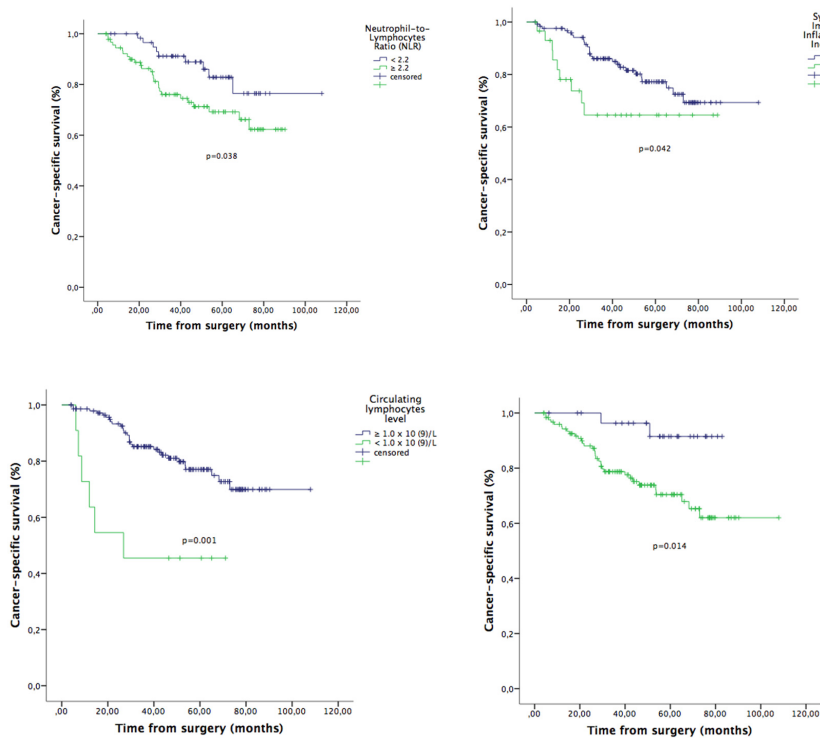 Neutrophil-to-
Lymphocytes
Ratio (NLR)
< 2.2
≥ 2.2
censored
1,0
0,8
0,6
0,4
0,2
0,0
Cancer-specific survival (%)
p=0.038
,00
20,00
40,00
60,00
80,00
100,00
120,00
Time from surgery (months)
1,0
0,8
0,6
0,4
0,2
0,0
Cancer-specific survival (%)
p=0.042
,00
20,00
40,00
60,00
80,00
100,00
120,00
Time from surgery (months)
Circulating
lymphocytes
level
≥ 1.0 x 10 (9)/L
< 1.0 x 10 (9)/L
censored
1,0
0,8
0,6
0,4
0,2
0,0
Cancer-specific survival (%)
p=0.001
,00
20,00
40,00
60,00
80,00
100,00
120,00
Time from surgery (months)
1,0
0,8
0,6
0,4
0,2
0,0
Cancer-specific survival (%)
p=0.014
,00
20,00
40,00
60,00
80,00
100,00
Time from surgery (months)